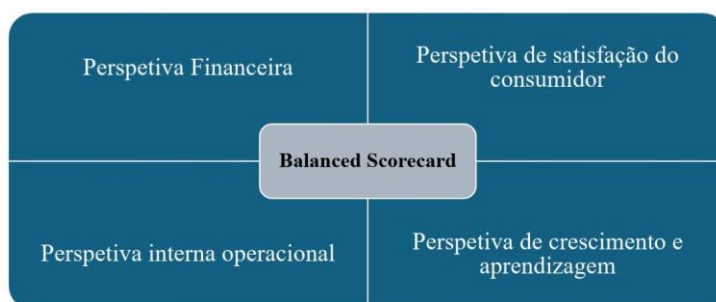 Perspetiva Financeira
Perspetiva de satisfação do
consumidor
Balanced Scorecard
Perspetiva interna operacional
Perspetiva de crescimento e
aprendizagem